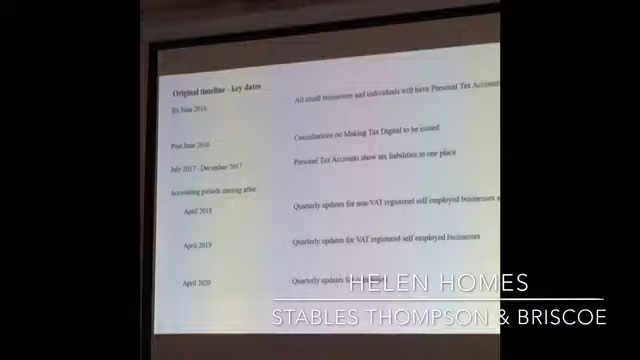 Original timeline - key dates
By June 2016
All small businesses and individuals will have Personal Tax Accounts
Post June 2016
Consultations on Making Tax Digital to be issued
July 2017 - December 2017
Personal Tax Accounts show tax liabilities in one place
Accounting periods starting after
April 2018
Quarterly updates for non-VAT registered self employed businesses
April 2019
Quarterly updates for VAT registered self employed businesses
April 2020
Quarterly updates for
HELEN HOMES
STABLES THOMPSON & BRISCOE